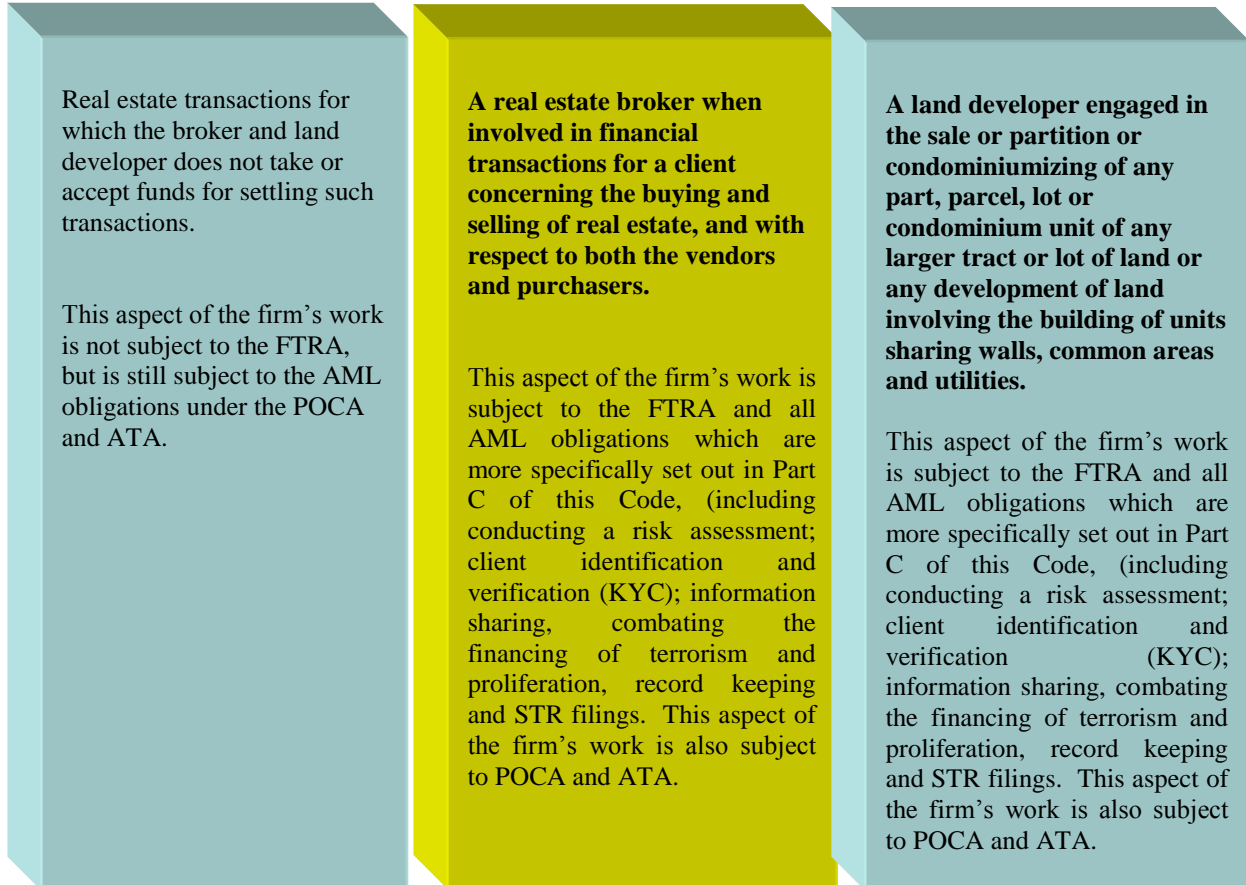 Real estate transactions for
which the broker and land
developer does not take or
accept funds for settling such
transactions.
This aspect of the firm’s work
is not subject to the FTRA,
but is still subject to the AML
obligations under the POCA
and ATA.
A real estate broker when
involved in financial
transactions for a client
concerning the buying and
selling of real estate, and with
respect to both the vendors
and purchasers.
This aspect of the firm’s work is
subject to the FTRA and all
AML obligations which are
more specifically set out in Part
C of this Code, (including
conducting a risk assessment;
client identification and
verification (KYC); information
sharing, combating the
financing of terrorism and
proliferation, record keeping
and STR filings. This aspect of
the firm’s work is also subject
to POCA and ATA.
A land developer engaged in
the sale or partition or
condominiumizing of any
part, parcel, lot or
condominium unit of any
larger tract or lot of land or
any development of land
involving the building of units
sharing walls, common areas
and utilities.
This aspect of the firm’s work
is subject to the FTRA and all
AML obligations which are
more specifically set out in Part
C of this Code, (including
conducting a risk assessment;
client identification and
verification (KYC);
information sharing, combating
the financing of terrorism and
proliferation, record keeping
and STR filings. This aspect of
the firm’s work is also subject
to POCA and ATA.